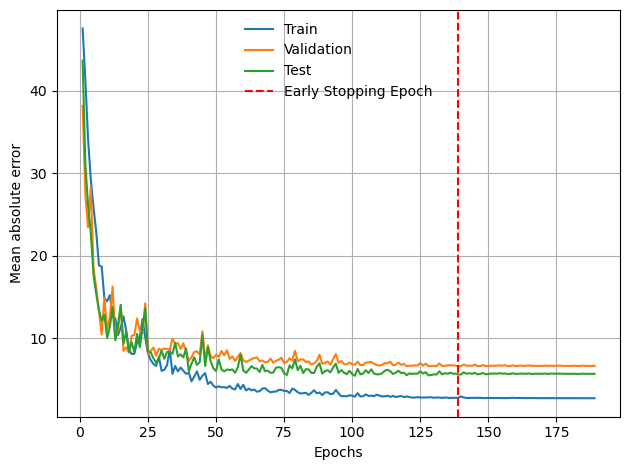 Train
Validation
Test
Early Stopping Epoch
Mean absolute error
40
30
20
10
0
25
50
75
100
125
150
175
Epochs